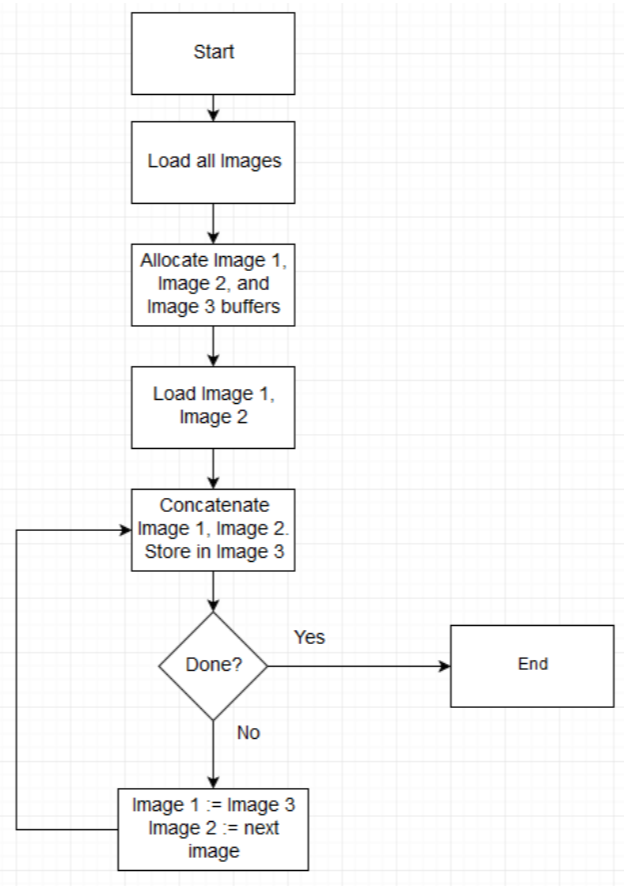 Start
Load all Images
Allocate Image 1,
Image 2, and
Image 3 buffers
Load Image 1,
Image 2
Concatenate
Image 1, Image 2.
Store in Image 3
Done?
Yes
End
No
Image 1 := Image 3
Image 2 := next
image